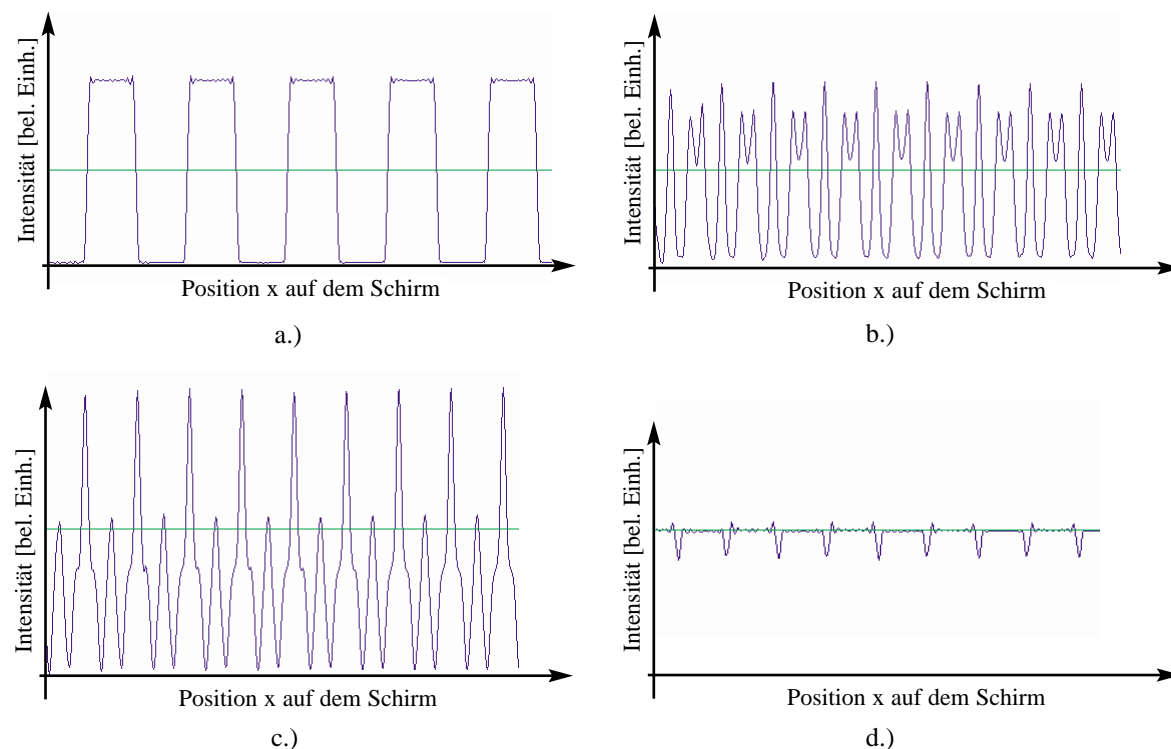 Intensität [bel. Einh.]
Position x auf dem Schirm
a.)
Intensität [bel. Einh.]
Position x auf dem Schirm
b.)
Intensität [bel. Einh.]
Position x auf dem Schirm
c.)
Intensität [bel. Einh.]
Position x auf dem Schirm
d.)